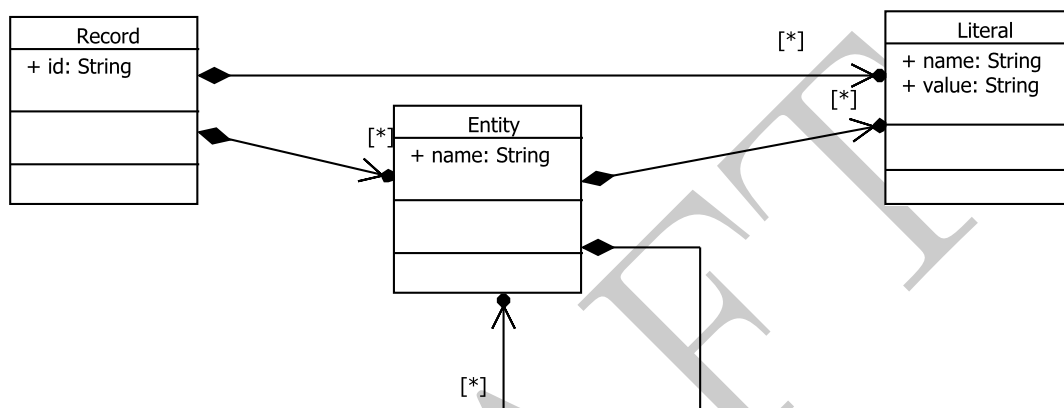 Record
+ id: String
[*]
Literal
+ name: String
+ value: String
[*]
[*]
Entity
+ name: String
[*]